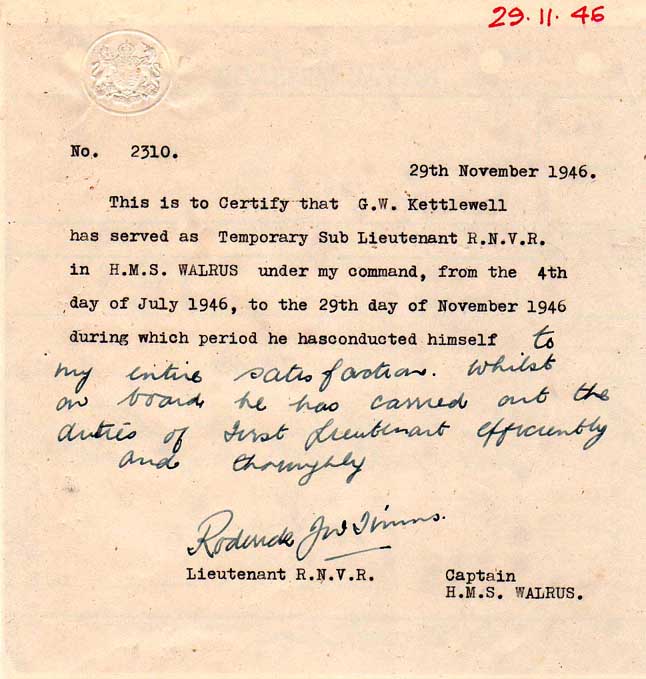 29.11.46
No. 2310.
29th November 1946.
This is to Certify that G.W. Kettlewell
has served as Temporary Sub Lieutenant R.N.V.R.
in H.M.S. WALRUS under my command, from the 4th
day of July 1946, to the 29th day of November 1946
during which period he hasconducted himself to
my entire satisfaction. Whilst
on board he has carried out the
duties of First Lieutenant efficiently
and thoroughly
Roderick
Lieutenant R.N.V.R. Captain
H.M.S. WALRUS.